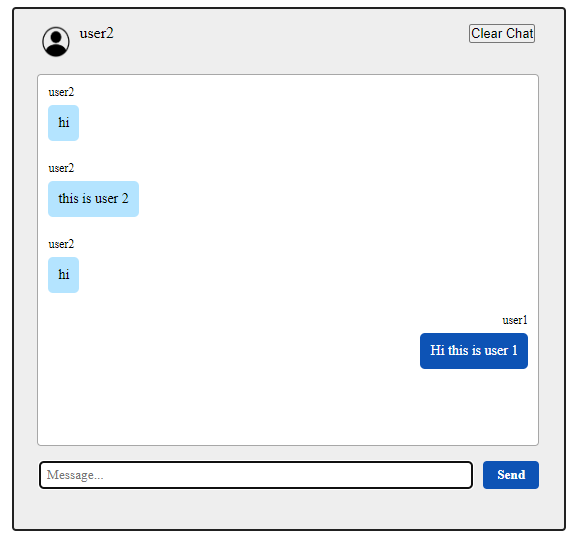 user2
Clear Chat
user2
hi
user2
this is user 2
user2
hi
user1
Hi this is user 1
Message...
Send